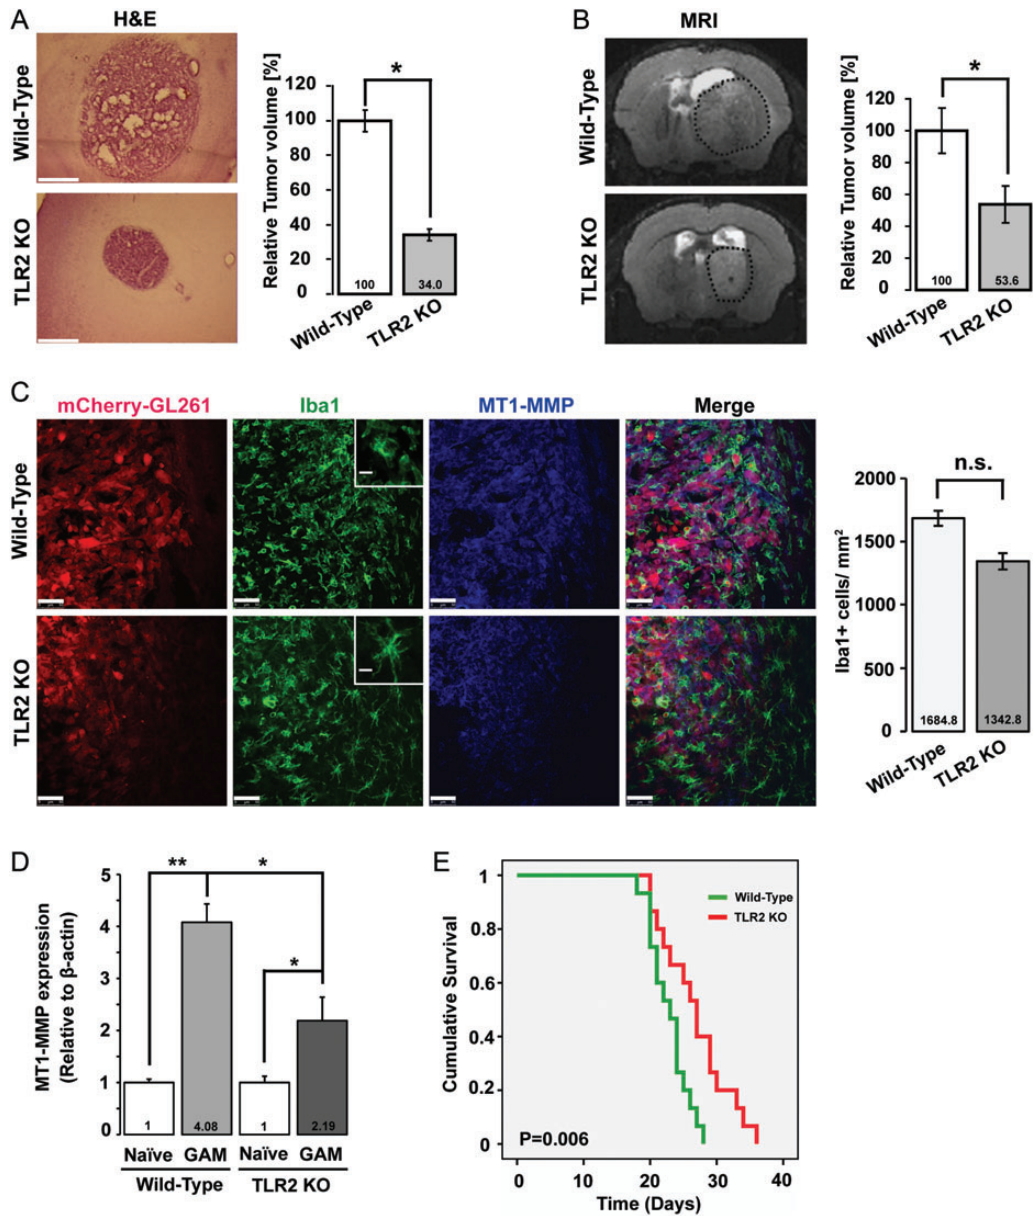 A
H&E
Wild-Type
TLR2 KO
Relative Tumor volume [%]
140
120
100
80
60
40
20
0
100
34.0
*
Wild-Type
TLR2 KO
B
MRI
Wild-Type
TLR2 KO
Relative Tumor volume [%]
120
100
80
60
40
20
0
100
53.6
*
Wild-Type
TLR2 KO
C
mCherry-GL261
Iba1
MT1-MMP
Merge
Wild-Type
TLR2 KO
Iba1+ cells/ mm²
2000
1500
1000
500
0
n.s.
1684.8
1342.8
Wild-Type
TLR2 KO
D
MT1-MMP expression
(Relative to β-actin)
5
4
3
2
1
0
**
*
*
1
4.08
1
2.19
Naïve GAM Naïve GAM
Wild-Type TLR2 KO
E
Cumulative Survival
1
0.8
0.6
0.4
0.2
0
Wild-Type
TLR2 KO
P=0.006
0 10 20 30 40
Time (Days)